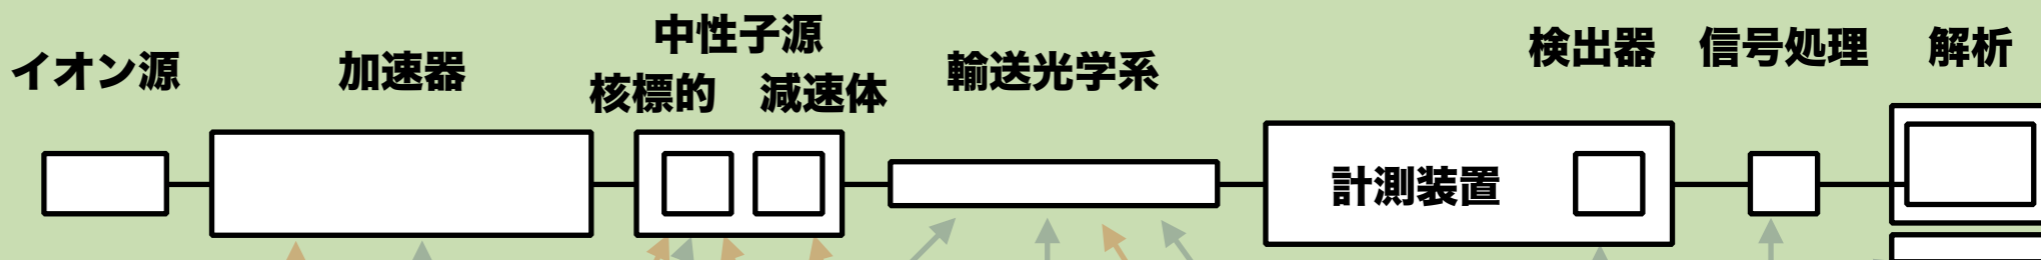 イオン源
加速器
中性子源
核標的 減速体
輸送光学系
計測装置
検出器
信号処理
解析